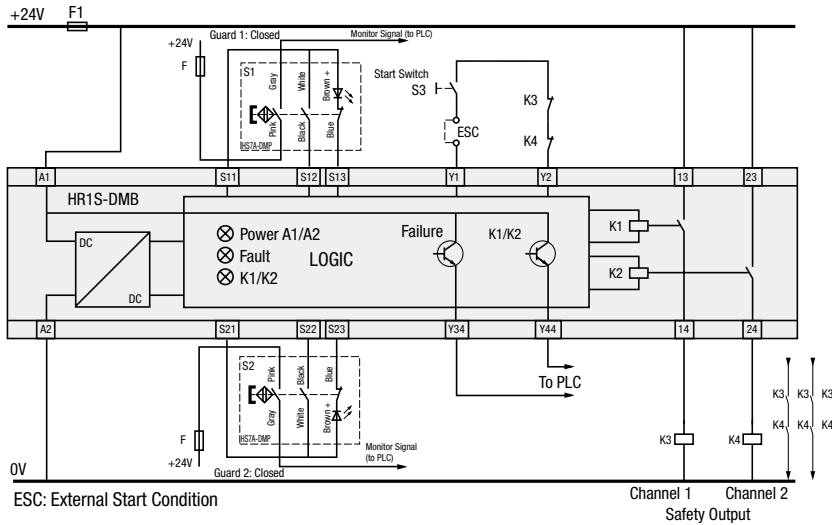 +24V F1
+24V
Guard 1: Closed
Monitor Signal (to PLC)
F
S1
Gray
White
Brown +
Pink
Black
Blue
HS7A-DMP
Start Switch
S3
ESC
K3
K4
A1 S11 S12 S13 Y1 Y2 13 23
HR1S-DMB
DC
DC
Power A1/A2
Fault
K1/K2
LOGIC
Failure
K1/K2
K1
K2
A2 S21 S22 S23 Y34 Y44 14 24
S2
Pink
Black
Blue
Gray
White
Brown +
HS7A-DMP
F
+24V
Guard 2: Closed
Monitor Signal
(to PLC)
To PLC
K3 K4
K3 K3 K3
K4 K4 K4
0V
ESC: External Start Condition
Channel 1 Channel 2
Safety Output